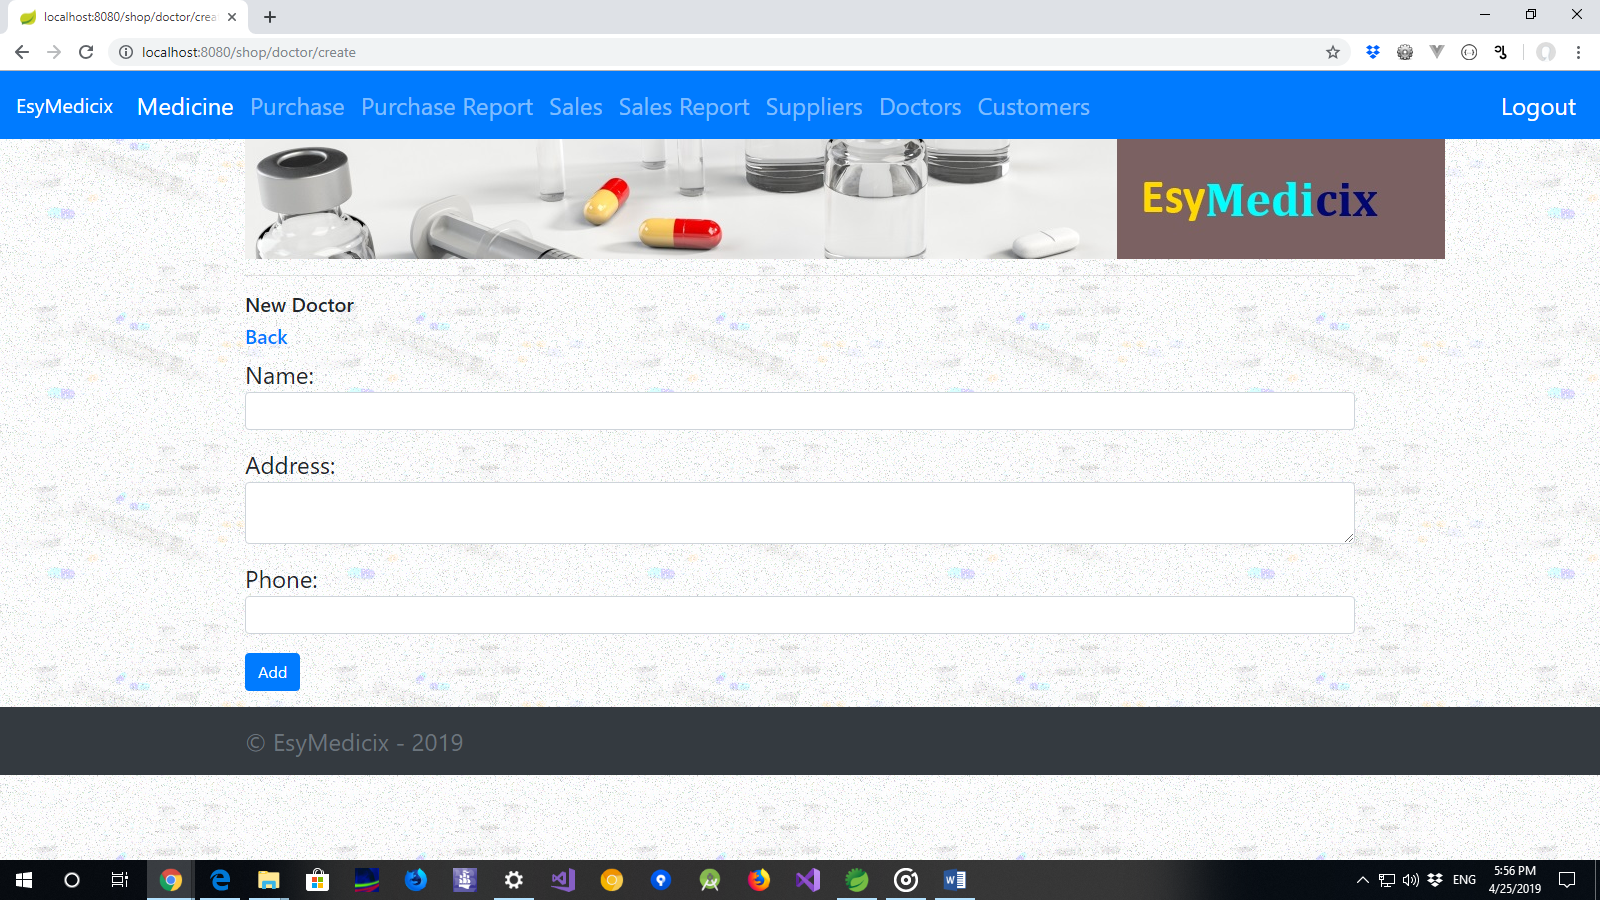 localhost:8080/shop/doctor/crea
localhost:8080/shop/doctor/create
EsyMedicix Medicine Purchase Purchase Report Sales Sales Report Suppliers Doctors Customers Logout
EsyMedicix
New Doctor
Back
Name:
Address:
Phone:
Add
© EsyMedicix - 2019
ENG
5:56 PM
4/25/2019